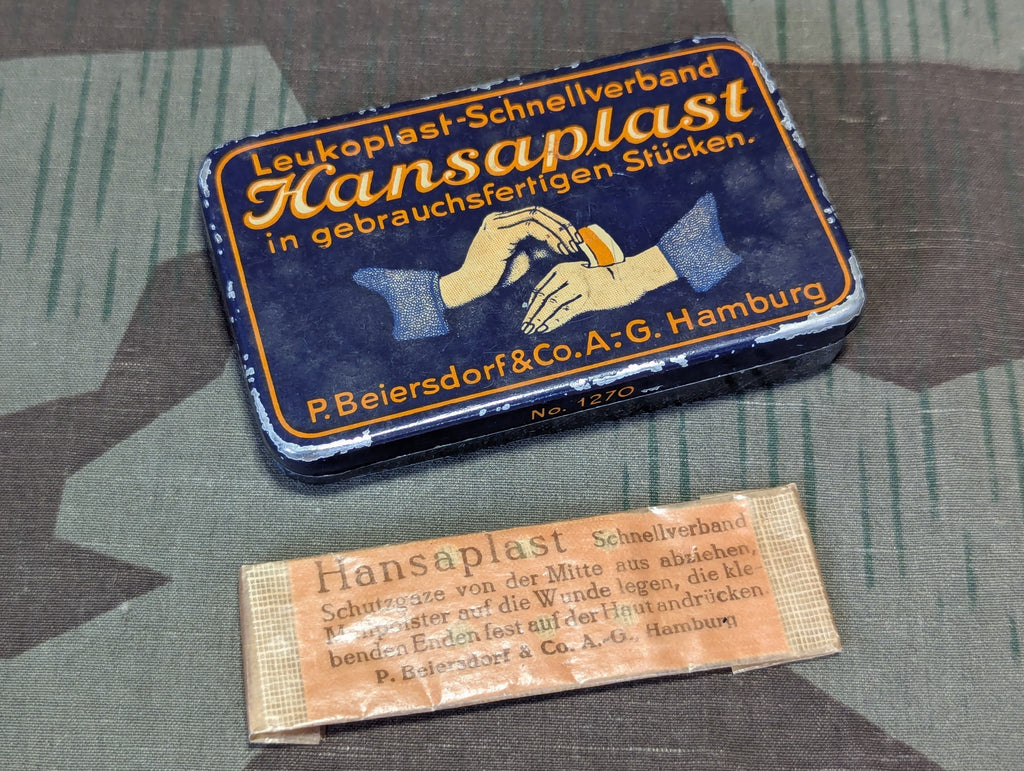 Leukoplast-Schnellverband
Hansaplast
in gebrauchsfertigen Stücken.
P. Beiersdorf & Co. A.-G. Hamburg
No. 1270
Hansaplast Schnellverband
Schutzgaze von der Mitte aus abziehen,
Mullpolster auf die Wunde legen, die kle-
benden Enden fest auf der Haut andrücken
P. Beiersdorf & Co. A.-G., Hamburg